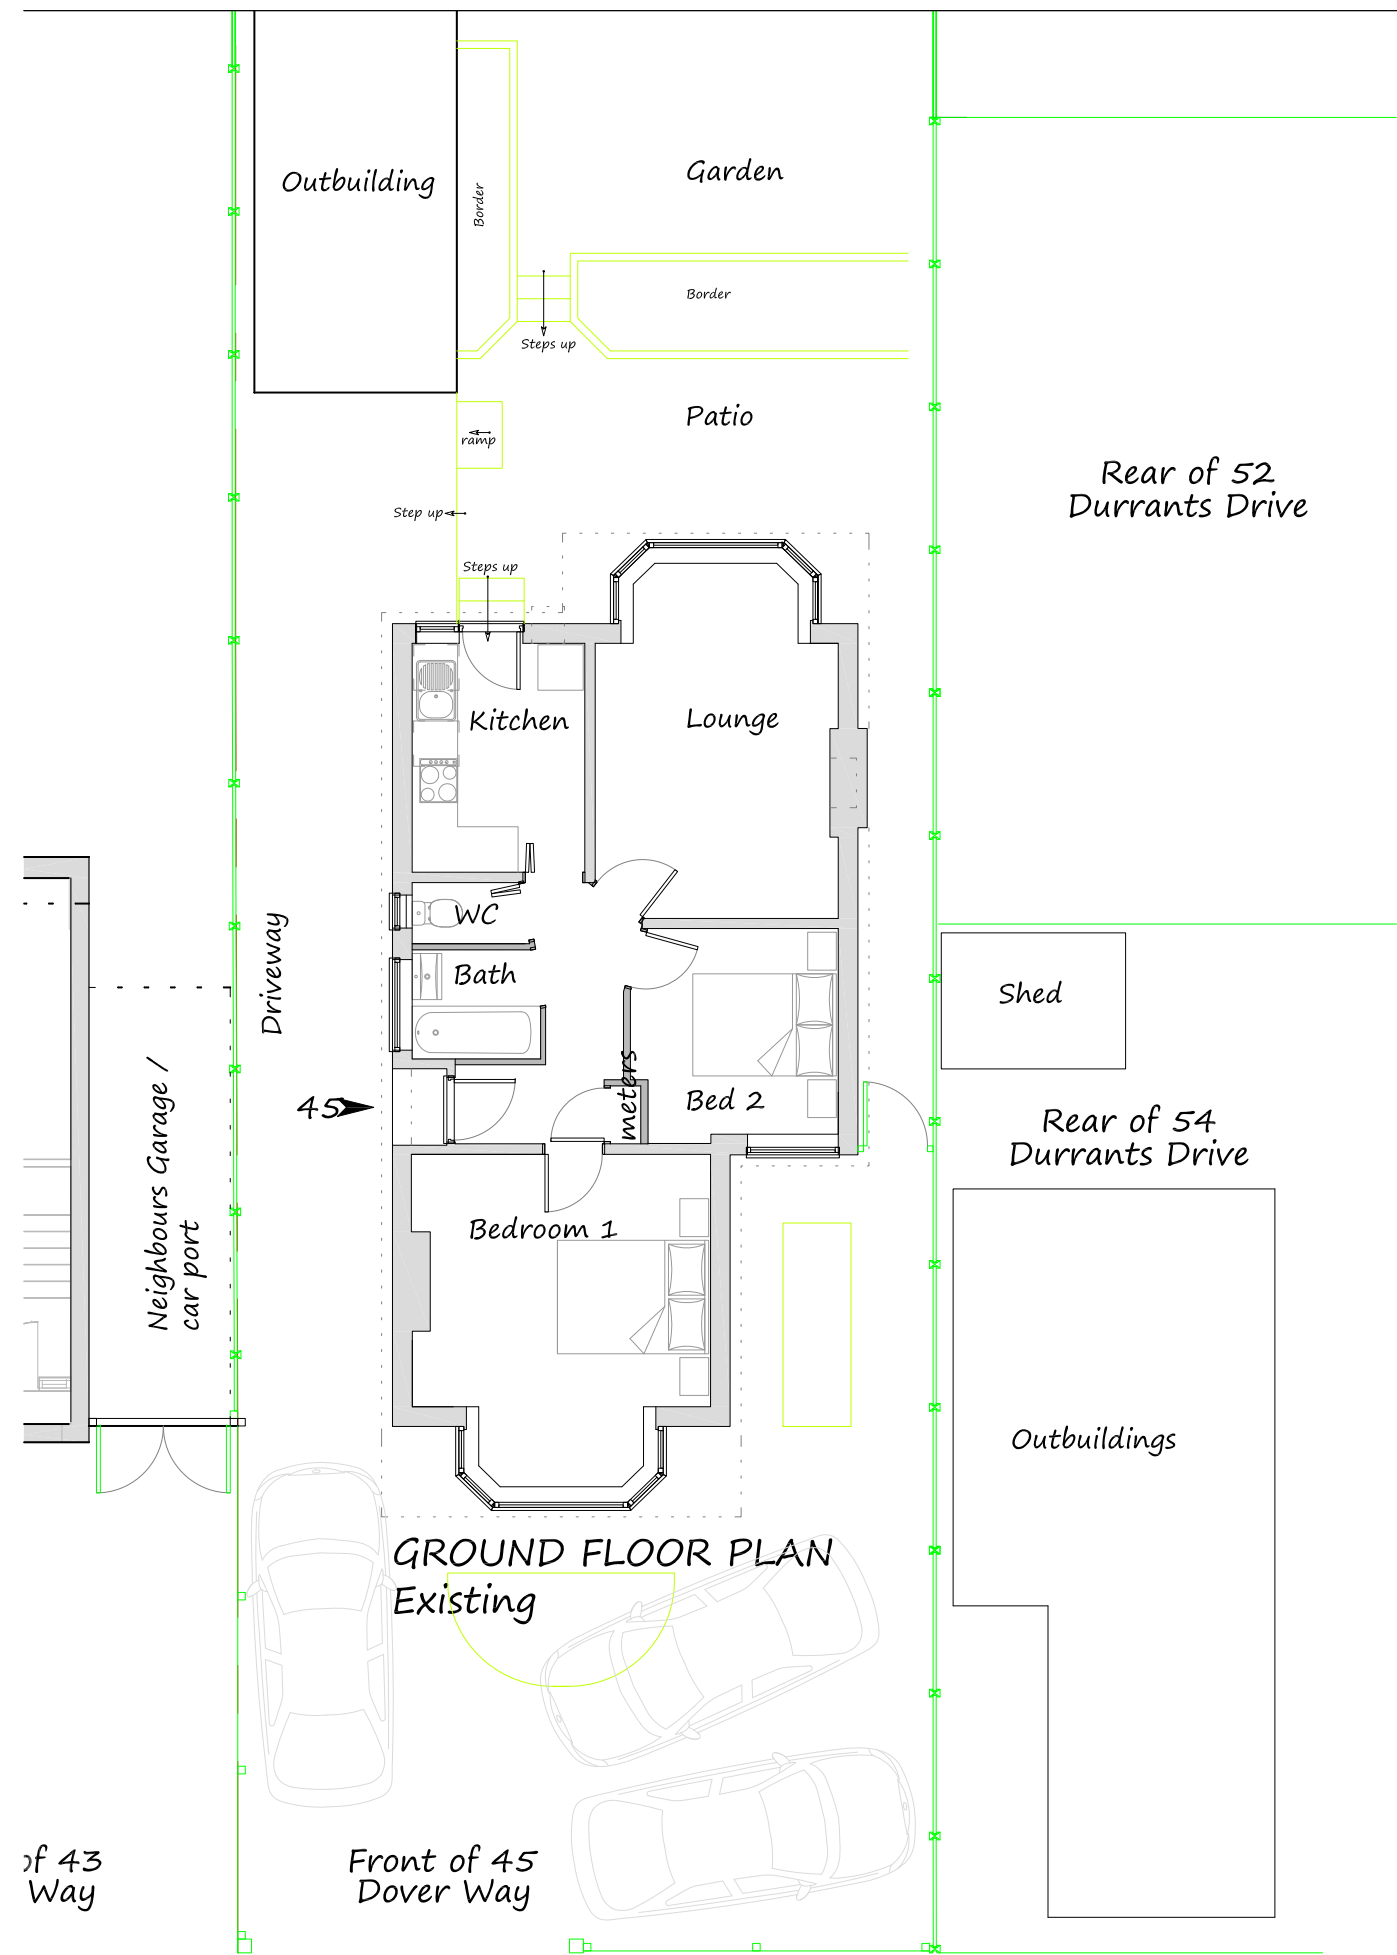 Garden
Outbuilding
Border
Border
Steps up
Patio
ramp
Rear of 52
Durrants Drive
Step up
Steps up
Kitchen
Lounge
WC
Driveway
Bath
Shed
meters
Bed 2
45
Rear of 54
Durrants Drive
Neighbours Garage /
car port
Bedroom 1
Outbuildings
GROUND FLOOR PLAN
Existing
of 43
Way
Front of 45
Dover Way